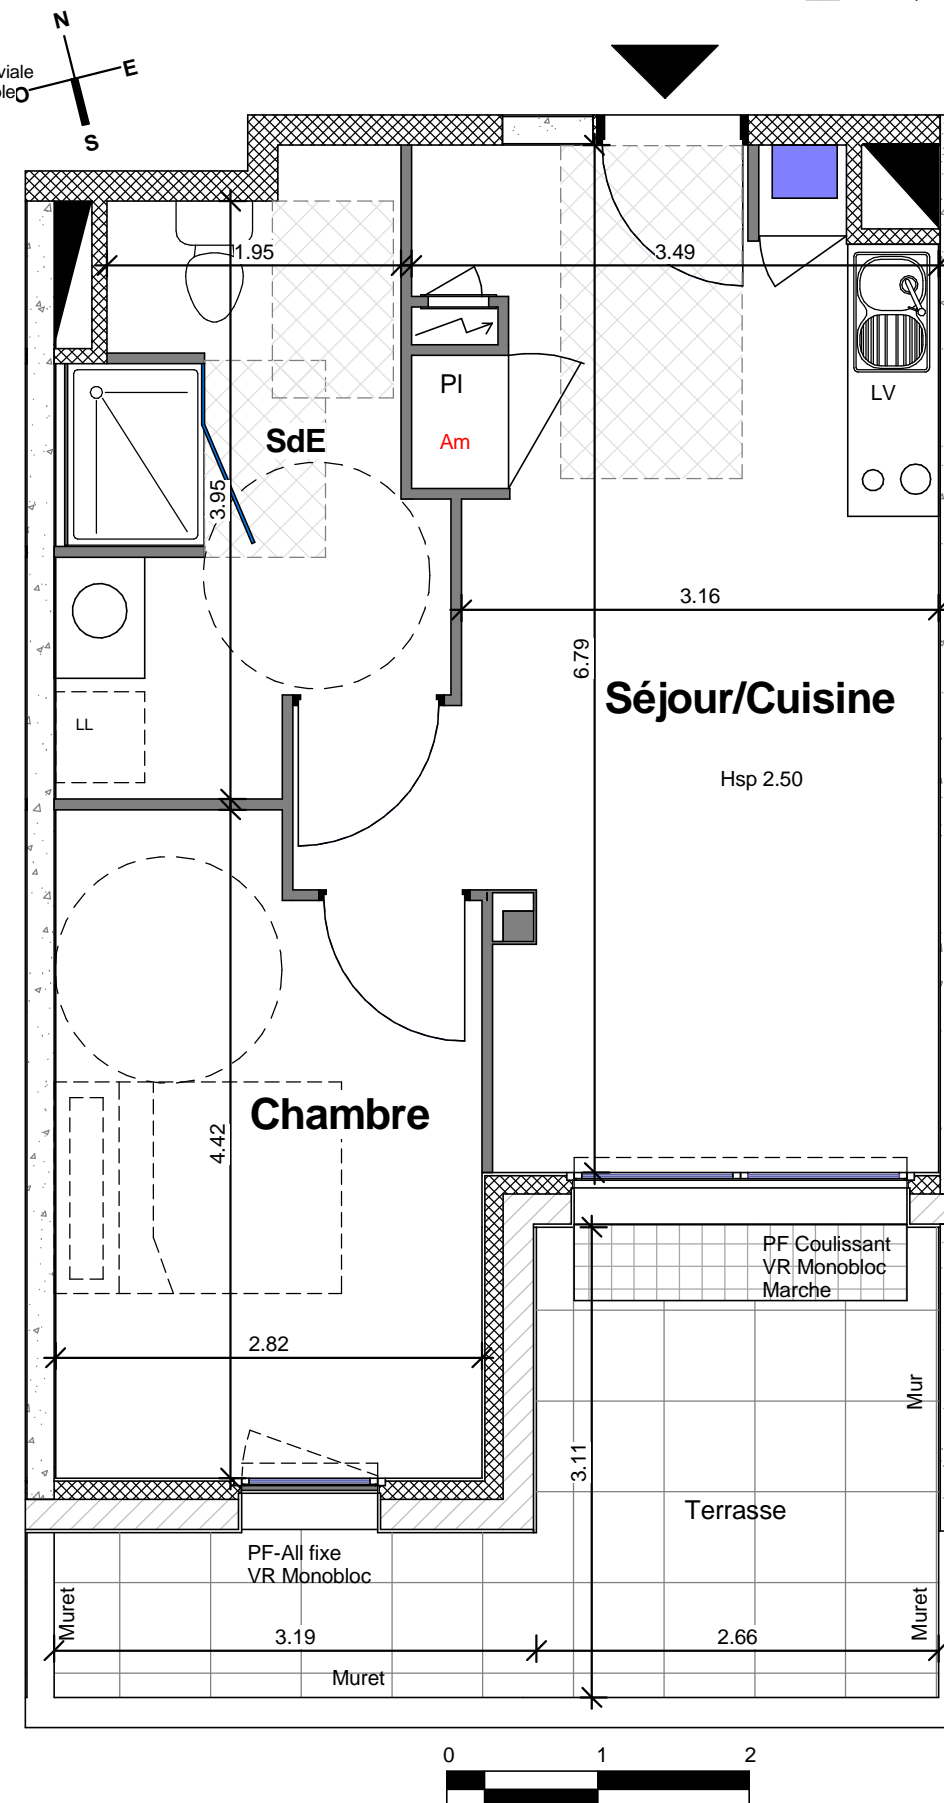 N
viale
E
O
S
1.95
3.49
Pl
Am
LV
SdE
3.95
3.16
6.79
Séjour/Cuisine
LL
Hsp 2.50
Chambre
4.42
PF Coulissant
VR Monobloc
Marche
2.82
Mur
3.11
Terrasse
PF-All fixe
VR Monobloc
Muret
Muret
3.19
2.66
Muret
0 1 2